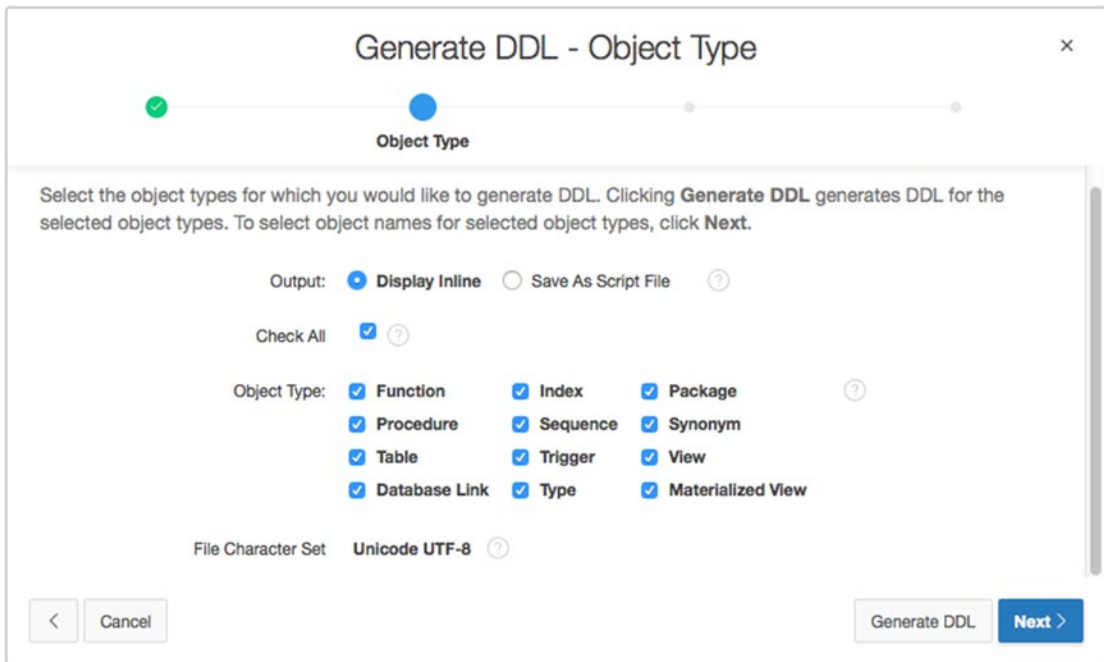 Generate DDL - Object Type
×
Object Type
Select the object types for which you would like to generate DDL. Clicking Generate DDL generates DDL for the
selected object types. To select object names for selected object types, click Next.
Output: Display Inline Save As Script File ?
Check All ?
Object Type: Function Index Package ?
Procedure Sequence Synonym
Table Trigger View
Database Link Type Materialized View
File Character Set Unicode UTF-8 ?
< Cancel Generate DDL Next >